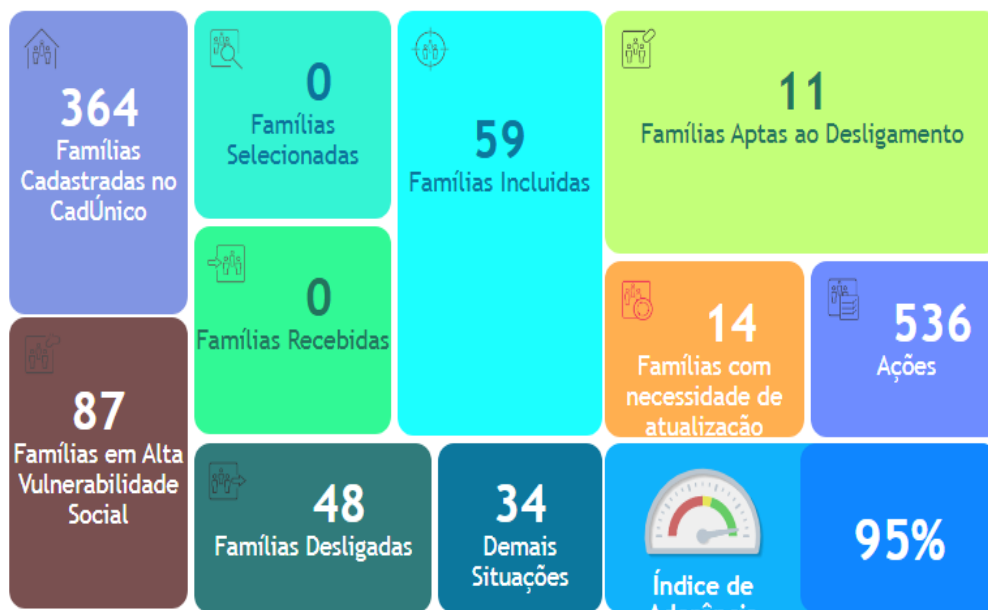 364
Famílias
Cadastradas no
CadÚnico
0
Famílias
Selecionadas
59
Famílias Incluidas
11
Famílias Aptas ao Desligamento
0
Famílias Recebidas
14
Famílias com
necessidade de
atualização
536
Ações
87
Famílias em Alta
Vulnerabilidade
Social
48
Famílias Desligadas
34
Demais
Situações
Índice de
95%